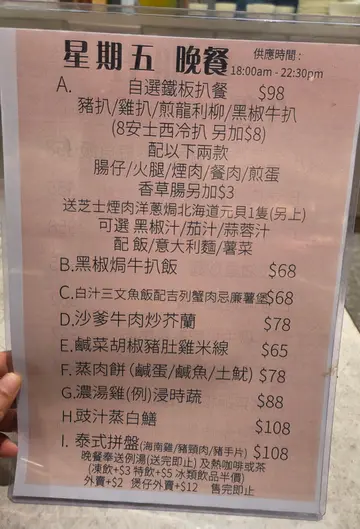 星期五 晚餐 供應時間：
18:00am - 22:30pm
A. 自選鐵板扒餐 $98
豬扒/雞扒/煎龍利柳/黑椒牛扒
(8安士西冷扒 另加$8)
配以下兩款
腸仔/火腿/煙肉/餐肉/煎蛋
香草腸另加$3
送芝士煙肉洋蔥焗北海道元貝1隻(另上)
可選 黑椒汁/茄汁/蒜蓉汁
配 飯/意大利麵/薯菜
B.黑椒焗牛扒飯 $68
C.白汁三文魚飯配吉列蟹肉忌廉薯堡$68
D.沙爹牛肉炒芥蘭 $78
E.鹹菜胡椒豬肚雞米線 $65
F.蒸肉餅（鹹蛋/鹹魚/土魷) $78
G.濃湯雞(例)浸時蔬 $88
H.豉汁蒸白鱔 $108
I. 泰式拼盤(海南雞/豬頸肉/豬手片) $108
晚餐奉送例湯(送完即止) 及熱咖啡或茶
(凍飲+$3 特飲+$5 冰類飲品半價)
外賣+$2 煲仔外賣+$12 售完即止